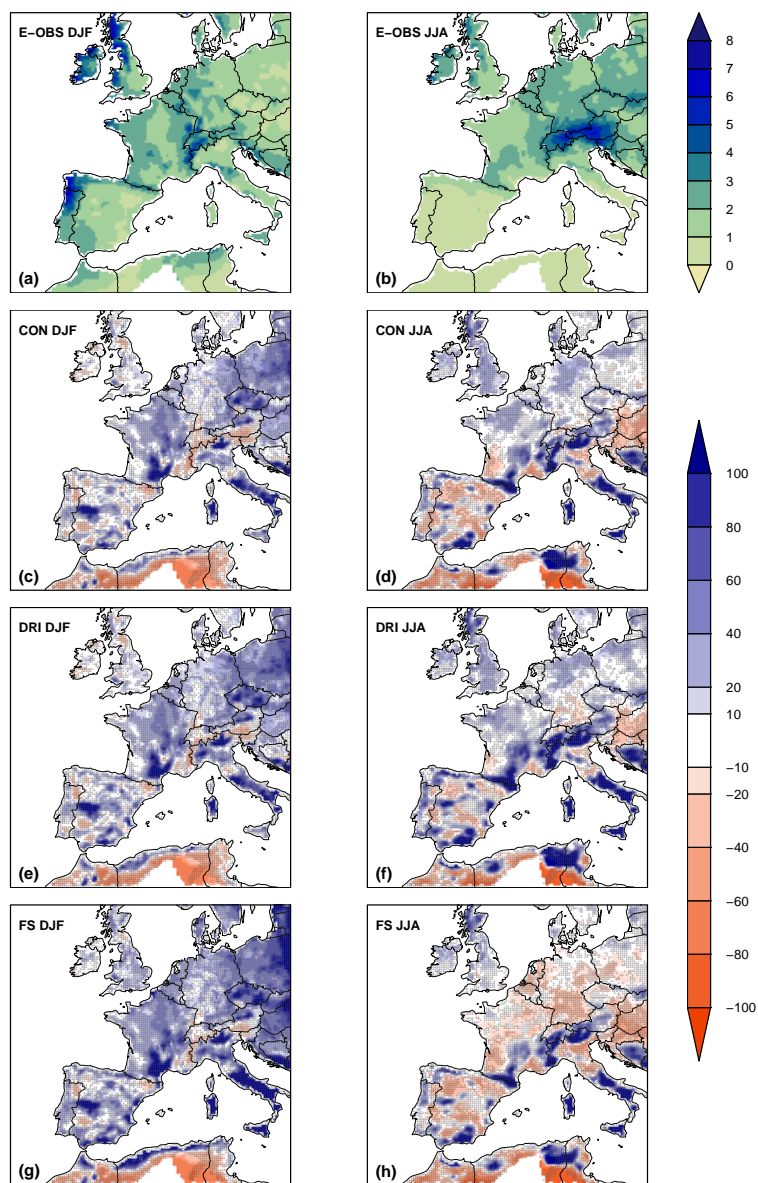 E−OBS DJF
(a)
E−OBS JJA
(b)
8
7
6
5
4
3
2
1
0
CON DJF
(c)
CON JJA
(d)
DRI DJF
(e)
DRI JJA
(f)
FS DJF
(g)
FS JJA
(h)
100
80
60
40
20
10
−10
−20
−40
−60
−80
−100